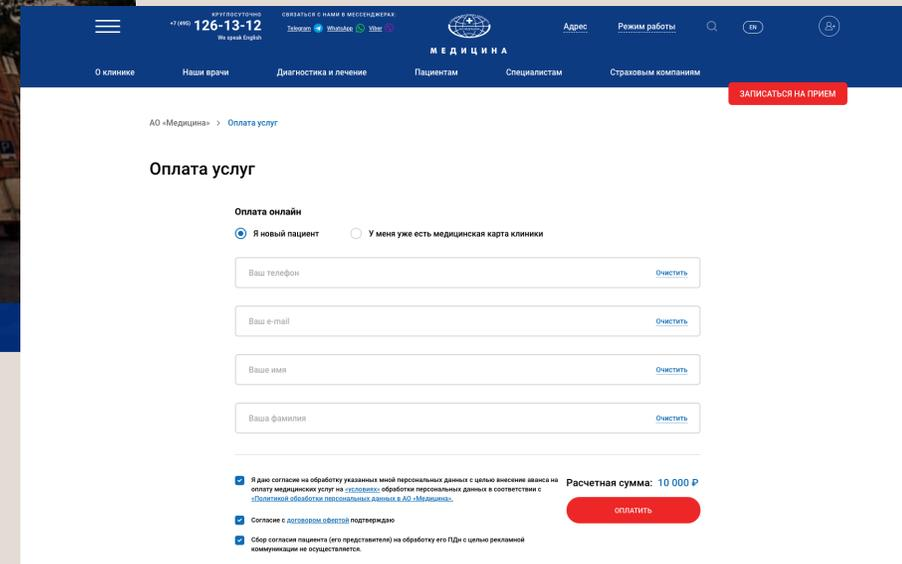 КРУГЛОСУТОЧНО
+7 (495) 126-13-12
We speak English
СВЯЗАТЬСЯ С НАМИ В МЕССЕНДЖЕРАХ:
Telegram WhatsApp Viber
МЕДИЦИНА
Адрес
Режим работы
EN
О клинике
Наши врачи
Диагностика и лечение
Пациентам
Специалистам
Страховым компаниям
ЗАПИСАТЬСЯ НА ПРИЕМ
АО «Медицина» > Оплата услуг
Оплата услуг
Оплата онлайн
Я новый пациент
У меня уже есть медицинская карта клиники
Ваш телефон
Очистить
Ваш e-mail
Очистить
Ваше имя
Очистить
Ваша фамилия
Очистить
Я даю согласие на обработку указанных мной персональных данных с целью внесение аванса на
оплату медицинских услуг на «условиях» обработки персональных данных в соответствии с
«Политикой обработки персональных данных в АО «Медицина».
Согласие с договором офертой подтверждаю
Сбор согласия пациента (его представителя) на обработку его ПДн с целью рекламной
коммуникации не осуществляется.
Расчетная сумма: 10 000 ₽
ОПЛАТИТЬ